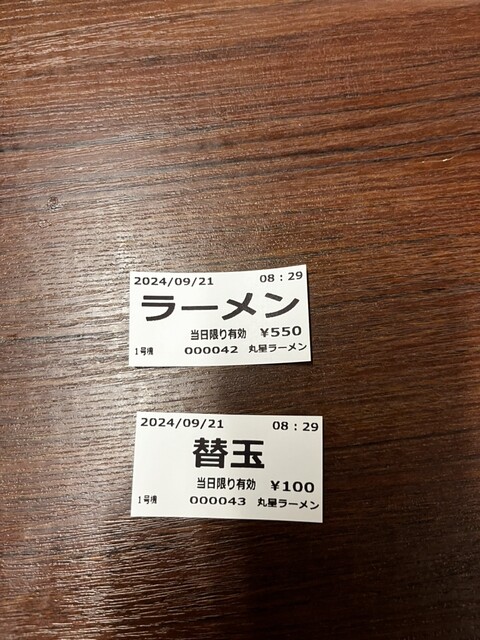 2024/09/21 08:29
ラーメン
当日限り有効 ¥550
1号機 000042 丸星ラーメン
2024/09/21 08:29
替玉
当日限り有効 ¥100
1号機 000043 丸星ラーメン